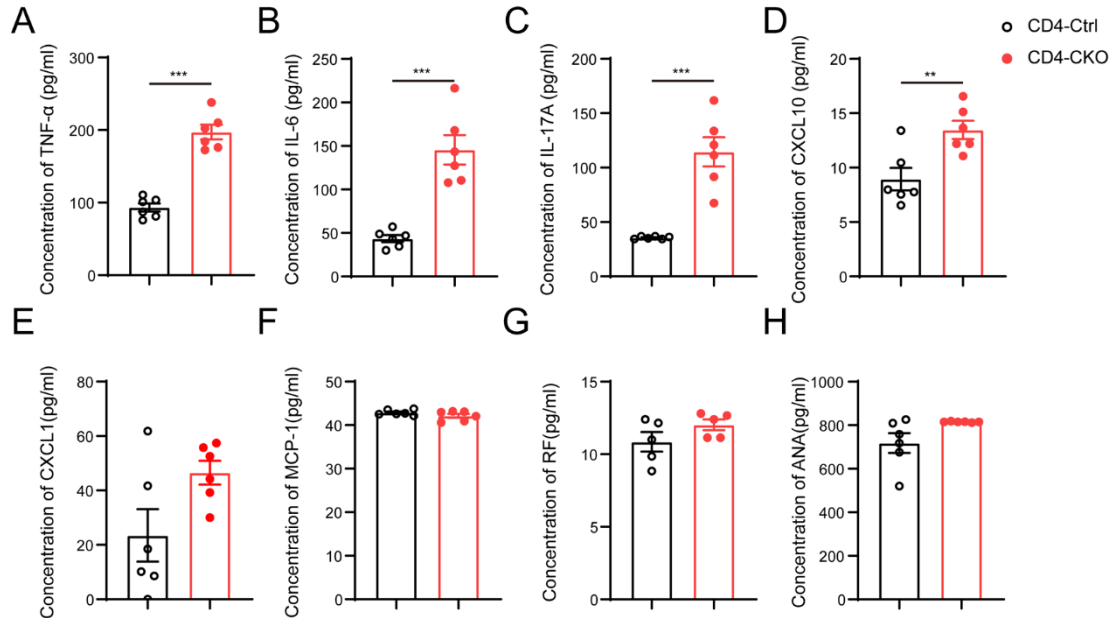 A
B
C
D
CD4-Ctrl
CD4-CKO
Concentration of TNF-α (pg/ml)
300
200
100
0
***
Concentration of IL-6 (pg/ml)
250
200
150
100
50
0
***
Concentration of IL-17A (pg/ml)
200
150
100
50
0
***
Concentration of CXCL10 (pg/ml)
20
15
10
5
0
**
E
F
G
H
Concentration of CXCL1(pg/ml)
80
60
40
20
0
Concentration of MCP-1(pg/ml)
50
40
30
20
10
0
Concentration of RF(pg/ml)
15
10
5
0
Concentration of ANA(pg/ml)
1000
800
600
400
200
0